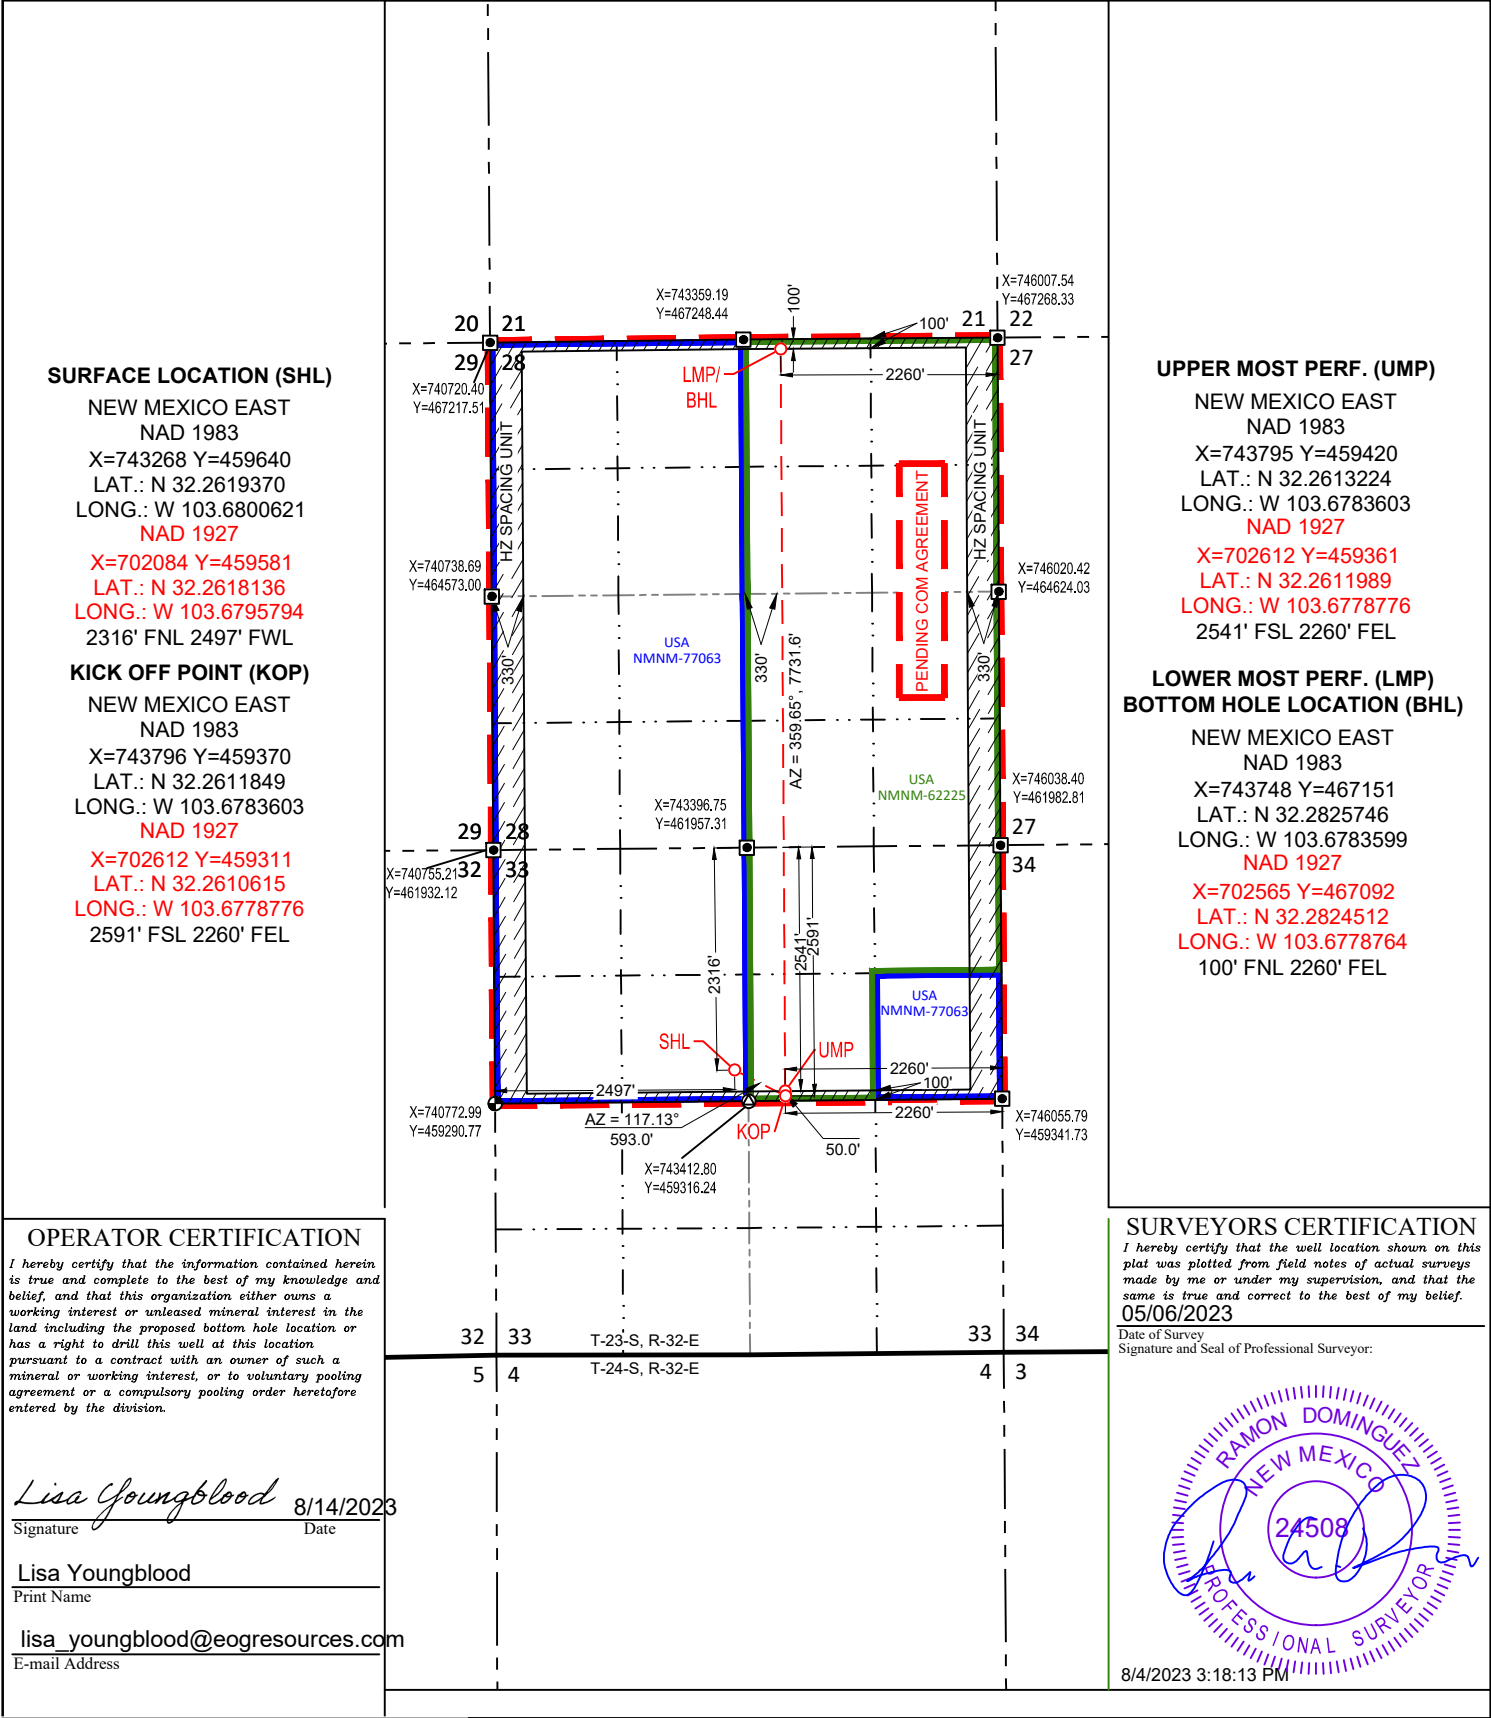 SURFACE LOCATION (SHL)
NEW MEXICO EAST
NAD 1983
X=743268 Y=459640
LAT.: N 32.2619370
LONG.: W 103.6800621
NAD 1927
X=702084 Y=459581
LAT.: N 32.2618136
LONG.: W 103.6795794
2316' FNL 2497' FWL
KICK OFF POINT (KOP)
NEW MEXICO EAST
NAD 1983
X=743796 Y=459370
LAT.: N 32.2611849
LONG.: W 103.6783603
NAD 1927
X=702612 Y=459311
LAT.: N 32.2610615
LONG.: W 103.6778776
2591' FSL 2260' FEL
X=743359.19
Y=467248.44
100'
X=746007.54
Y=467268.33
20 21
29 28
100'
21 22
27
X=740720.40
Y=467217.51
LMP/
BHL
2260'
HZ SPACING UNIT
HZ SPACING UNIT
PENDING COM AGREEMENT
X=740738.69
Y=464573.00
X=746020.42
Y=464624.03
USA
NMNM-77063
330'
330'
330'
AZ = 359.65°, 7731.6'
USA
NMNM-62225
X=746038.40
Y=461982.81
X=743396.75
Y=461957.31
29 28
32 33
27
34
X=740755.21
Y=461932.12
2316'
2541'
2591'
USA
NMNM-77063
SHL
UMP
2260'
100'
2497'
2260'
X=740772.99
Y=459290.77
AZ = 117.13°
593.0'
KOP
50.0'
X=746055.79
Y=459341.73
X=743412.80
Y=459316.24
32 33
T-23-S, R-32-E
33 34
5 4
T-24-S, R-32-E
4 3
UPPER MOST PERF. (UMP)
NEW MEXICO EAST
NAD 1983
X=743795 Y=459420
LAT.: N 32.2613224
LONG.: W 103.6783603
NAD 1927
X=702612 Y=459361
LAT.: N 32.2611989
LONG.: W 103.6778776
2541' FSL 2260' FEL
LOWER MOST PERF. (LMP)
BOTTOM HOLE LOCATION (BHL)
NEW MEXICO EAST
NAD 1983
X=743748 Y=467151
LAT.: N 32.2825746
LONG.: W 103.6783599
NAD 1927
X=702565 Y=467092
LAT.: N 32.2824512
LONG.: W 103.6778764
100' FNL 2260' FEL
OPERATOR CERTIFICATION
I hereby certify that the information contained herein
is true and complete to the best of my knowledge and
belief, and that this organization either owns a
working interest or unleased mineral interest in the
land including the proposed bottom hole location or
has a right to drill this well at this location
pursuant to a contract with an owner of such a
mineral or working interest, or to voluntary pooling
agreement or a compulsory pooling order heretofore
entered by the division.
Lisa Youngblood 8/14/2023
Signature Date
Lisa Youngblood
Print Name
lisa_youngblood@eogresources.com
E-mail Address
SURVEYORS CERTIFICATION
I hereby certify that the well location shown on this
plat was plotted from field notes of actual surveys
made by me or under my supervision, and that the
same is true and correct to the best of my belief.
05/06/2023
Date of Survey
Signature and Seal of Professional Surveyor:
RAMON DOMINGUEZ
NEW MEXICO
24508
PROFESSIONAL SURVEYOR
8/4/2023 3:18:13 PM